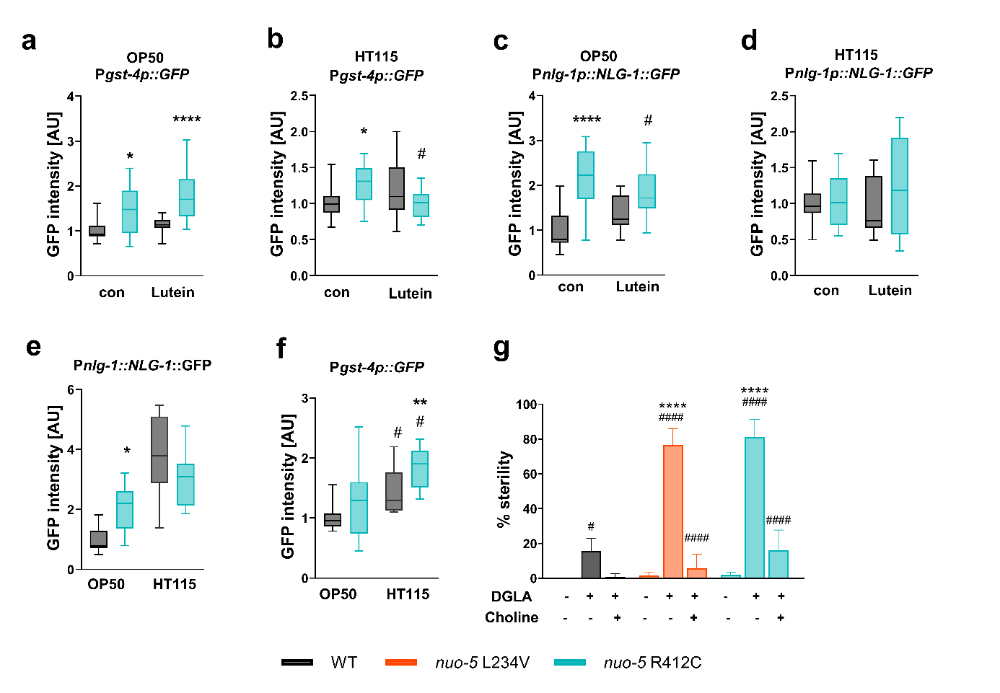 a
OP50
Pgst-4p::GFP
GFP intensity [AU]
4
3
2
1
0
*
****
con
Lutein
b
HT115
Pgst-4p::GFP
GFP intensity [AU]
2.5
2.0
1.5
1.0
0.5
0.0
*
#
con
Lutein
c
OP50
Pnlg-1p::NLG-1::GFP
GFP intensity [AU]
4
3
2
1
0
****
#
con
Lutein
d
HT115
Pnlg-1p::NLG-1::GFP
GFP intensity [AU]
2.5
2.0
1.5
1.0
0.5
0.0
con
Lutein
e
Pnlg-1::NLG-1::GFP
GFP intensity [AU]
6
4
2
0
*
OP50
HT115
f
Pgst-4p::GFP
GFP intensity [AU]
3
2
1
0
#
**
#
OP50
HT115
g
% sterility
100
80
60
40
20
0
#
****
####
####
****
####
####
DGLA - + + - + + - + +
Choline - - + - - + - - +
WT
nuo-5 L234V
nuo-5 R412C